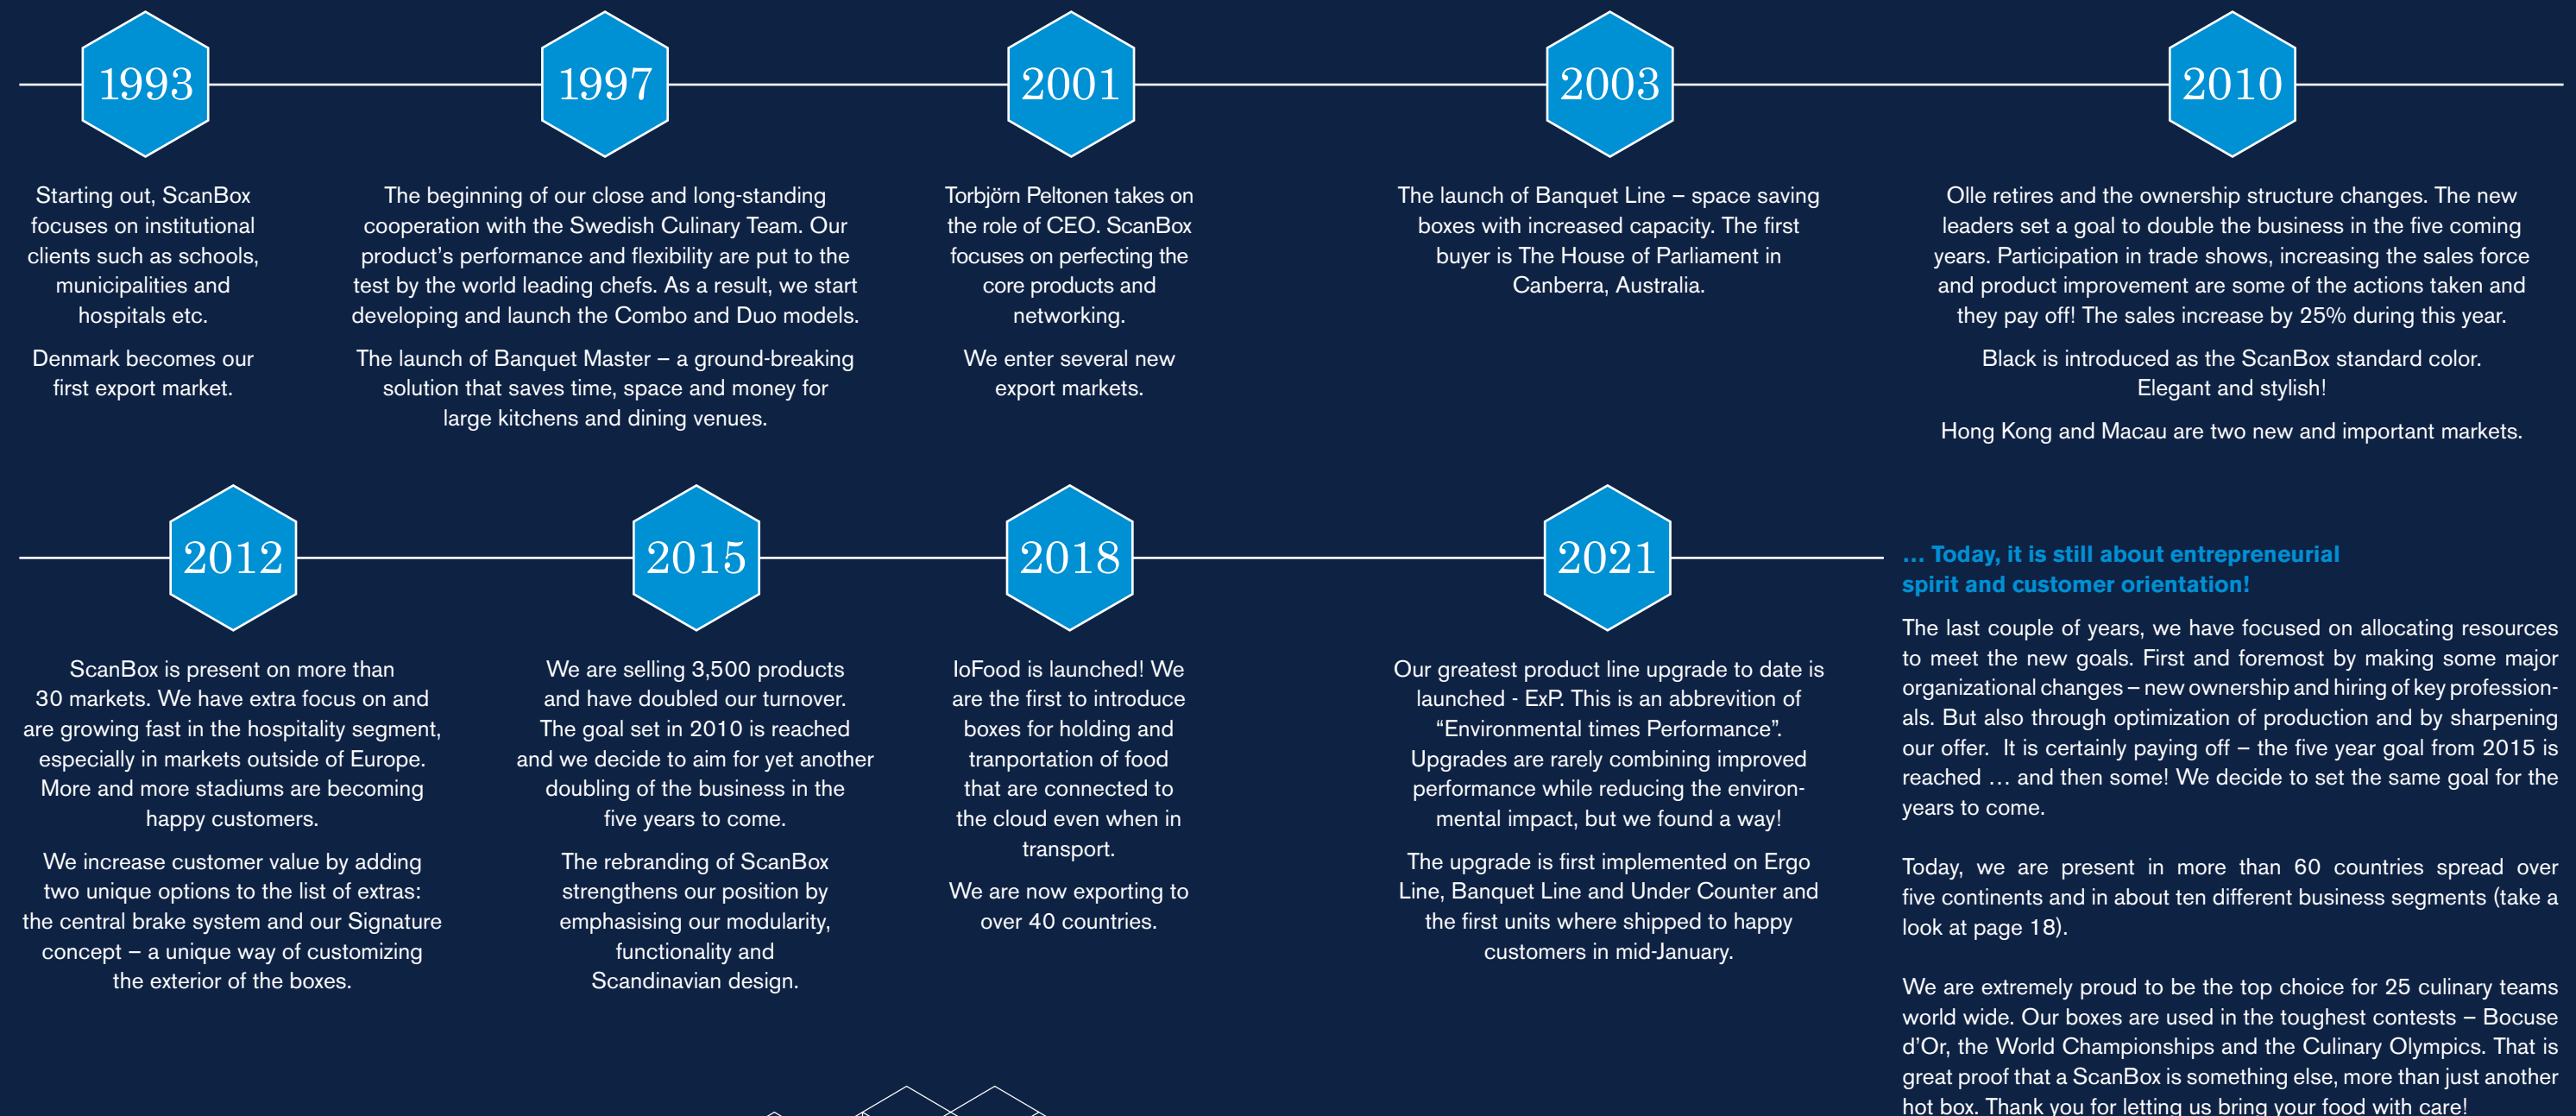 1993
Starting out, ScanBox
focuses on institutional
clients such as schools,
municipalities and
hospitals etc.
Denmark becomes our
first export market.
1997
The beginning of our close and long-standing
cooperation with the Swedish Culinary Team. Our
product's performance and flexibility are put to the
test by the world leading chefs. As a result, we start
developing and launch the Combo and Duo models.
The launch of Banquet Master – a ground-breaking
solution that saves time, space and money for
large kitchens and dining venues.
2001
Torbjörn Peltonen takes on
the role of CEO. ScanBox
focuses on perfecting the
core products and
networking.
We enter several new
export markets.
2003
The launch of Banquet Line – space saving
boxes with increased capacity. The first
buyer is The House of Parliament in
Canberra, Australia.
2010
Olle retires and the ownership structure changes. The new
leaders set a goal to double the business in the five coming
years. Participation in trade shows, increasing the sales force
and product improvement are some of the actions taken and
they pay off! The sales increase by 25% during this year.
Black is introduced as the ScanBox standard color.
Elegant and stylish!
Hong Kong and Macau are two new and important markets.
2012
ScanBox is present on more than
30 markets. We have extra focus on and
are growing fast in the hospitality segment,
especially in markets outside of Europe.
More and more stadiums are becoming
happy customers.
We increase customer value by adding
two unique options to the list of extras:
the central brake system and our Signature
concept – a unique way of customizing
the exterior of the boxes.
2015
We are selling 3,500 products
and have doubled our turnover.
The goal set in 2010 is reached
and we decide to aim for yet another
doubling of the business in the
five years to come.
The rebranding of ScanBox
strengthens our position by
emphasising our modularity,
functionality and
Scandinavian design.
2018
IoFood is launched! We
are the first to introduce
boxes for holding and
tranportation of food
that are connected to
the cloud even when in
transport.
We are now exporting to
over 40 countries.
2021
Our greatest product line upgrade to date is
launched - ExP. This is an abbrevition of
“Environmental times Performance”.
Upgrades are rarely combining improved
performance while reducing the environ-
mental impact, but we found a way!
The upgrade is first implemented on Ergo
Line, Banquet Line and Under Counter and
the first units where shipped to happy
customers in mid-January.
… Today, it is still about entrepreneurial
spirit and customer orientation!
The last couple of years, we have focused on allocating resources
to meet the new goals. First and foremost by making some major
organizational changes – new ownership and hiring of key profession-
als. But also through optimization of production and by sharpening
our offer. It is certainly paying off – the five year goal from 2015 is
reached … and then some! We decide to set the same goal for the
years to come.
Today, we are present in more than 60 countries spread over
five continents and in about ten different business segments (take a
look at page 18).
We are extremely proud to be the top choice for 25 culinary teams
world wide. Our boxes are used in the toughest contests – Bocuse
d'Or, the World Championships and the Culinary Olympics. That is
great proof that a ScanBox is something else, more than just another
hot box. Thank you for letting us bring your food with care!